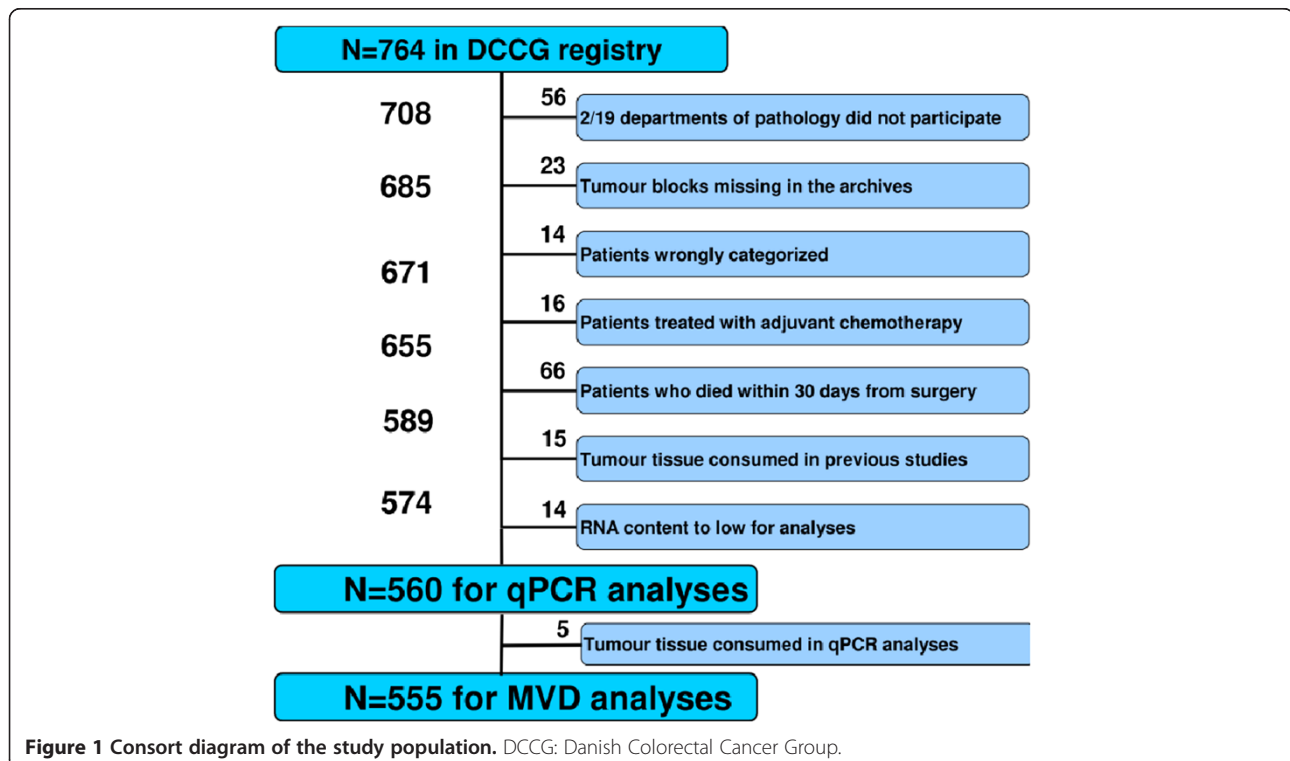 N=764 in DCCG registry
708
56
2/19 departments of pathology did not participate
685
23
Tumour blocks missing in the archives
671
14
Patients wrongly categorized
655
16
Patients treated with adjuvant chemotherapy
589
66
Patients who died within 30 days from surgery
574
15
Tumour tissue consumed in previous studies
14
RNA content to low for analyses
N=560 for qPCR analyses
5
Tumour tissue consumed in qPCR analyses
N=555 for MVD analyses
Figure 1 Consort diagram of the study population. DCCG: Danish Colorectal Cancer Group.